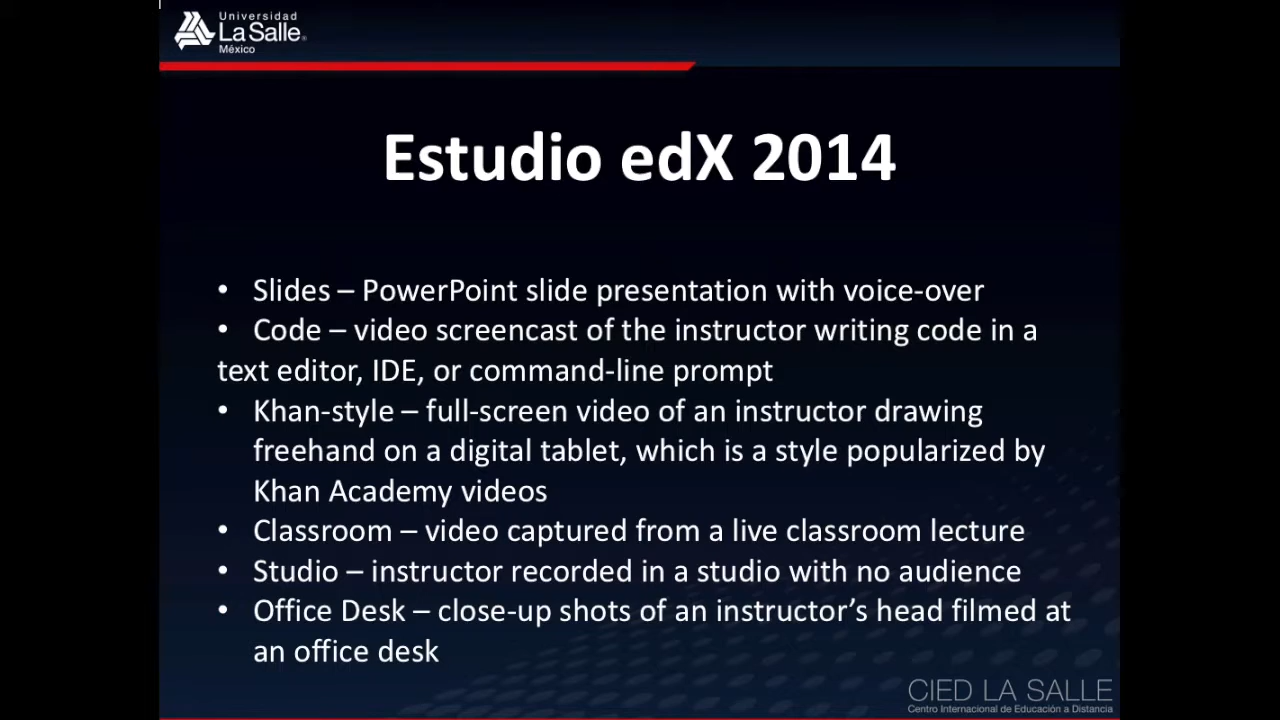 Universidad
La Salle®
México
Estudio edX 2014
• Slides – PowerPoint slide presentation with voice-over
• Code – video screencast of the instructor writing code in a
text editor, IDE, or command-line prompt
• Khan-style – full-screen video of an instructor drawing
freehand on a digital tablet, which is a style popularized by
Khan Academy videos
• Classroom – video captured from a live classroom lecture
• Studio – instructor recorded in a studio with no audience
• Office Desk – close-up shots of an instructor’s head filmed at
an office desk
CIED LA SALLE
Centro Internacional de Educación a Distancia